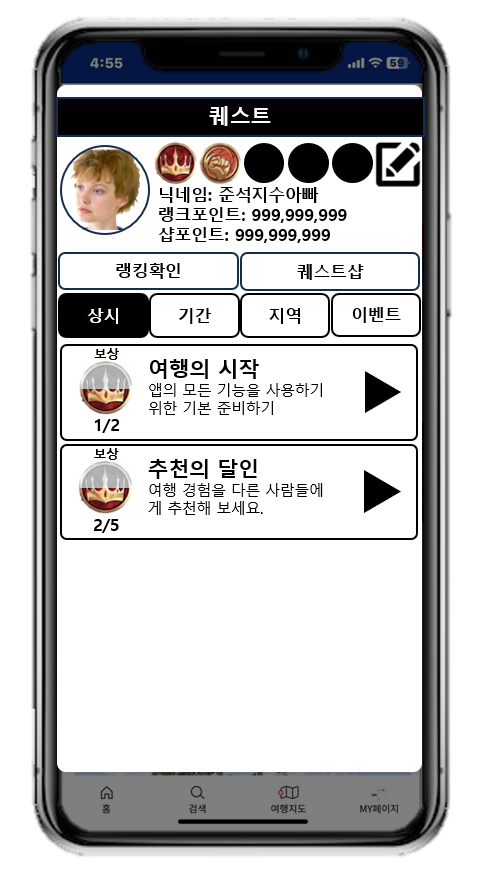 4:55
59
퀘스트
닉네임: 준석지수아빠
랭크포인트: 999,999,999
샵포인트: 999,999,999
랭킹확인
퀘스트샵
상시
기간
지역
이벤트
보상
여행의 시작
앱의 모든 기능을 사용하기
위한 기본 준비하기
1/2
보상
추천의 달인
여행 경험을 다른 사람들에
게 추천해 보세요.
2/5
홈
검색
여행지도
MY페이지